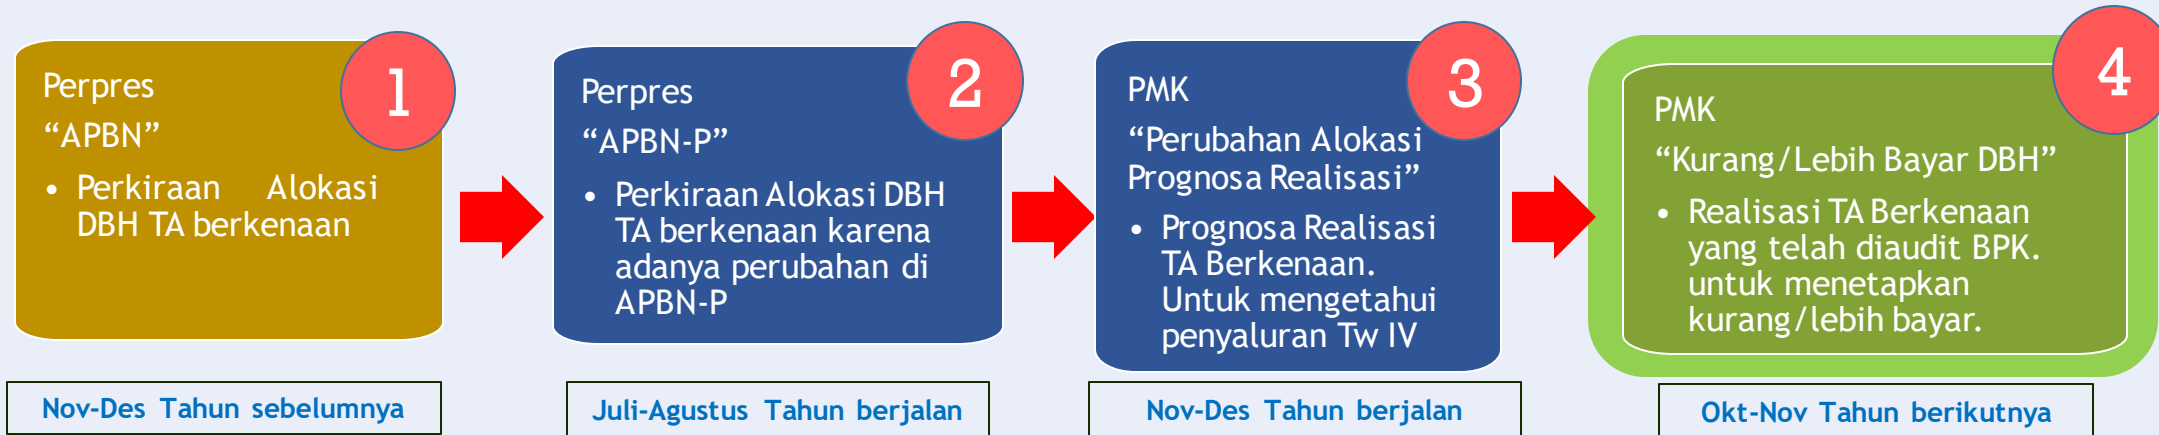 1
Perpres
“APBN”
• Perkiraan Alokasi
DBH TA berkenaan
Nov-Des Tahun sebelumnya
2
Perpres
“APBN-P”
• Perkiraan Alokasi DBH
TA berkenaan karena
adanya perubahan di
APBN-P
Juli-Agustus Tahun berjalan
3
PMK
“Perubahan Alokasi
Prognosa Realisasi”
• Prognosa Realisasi
TA Berkenaan.
Untuk mengetahui
penyaluran Tw IV
Nov-Des Tahun berjalan
4
PMK
“Kurang/Lebih Bayar DBH”
• Realisasi TA Berkenaan
yang telah diaudit BPK.
untuk menetapkan
kurang/lebih bayar.
Okt-Nov Tahun berikutnya